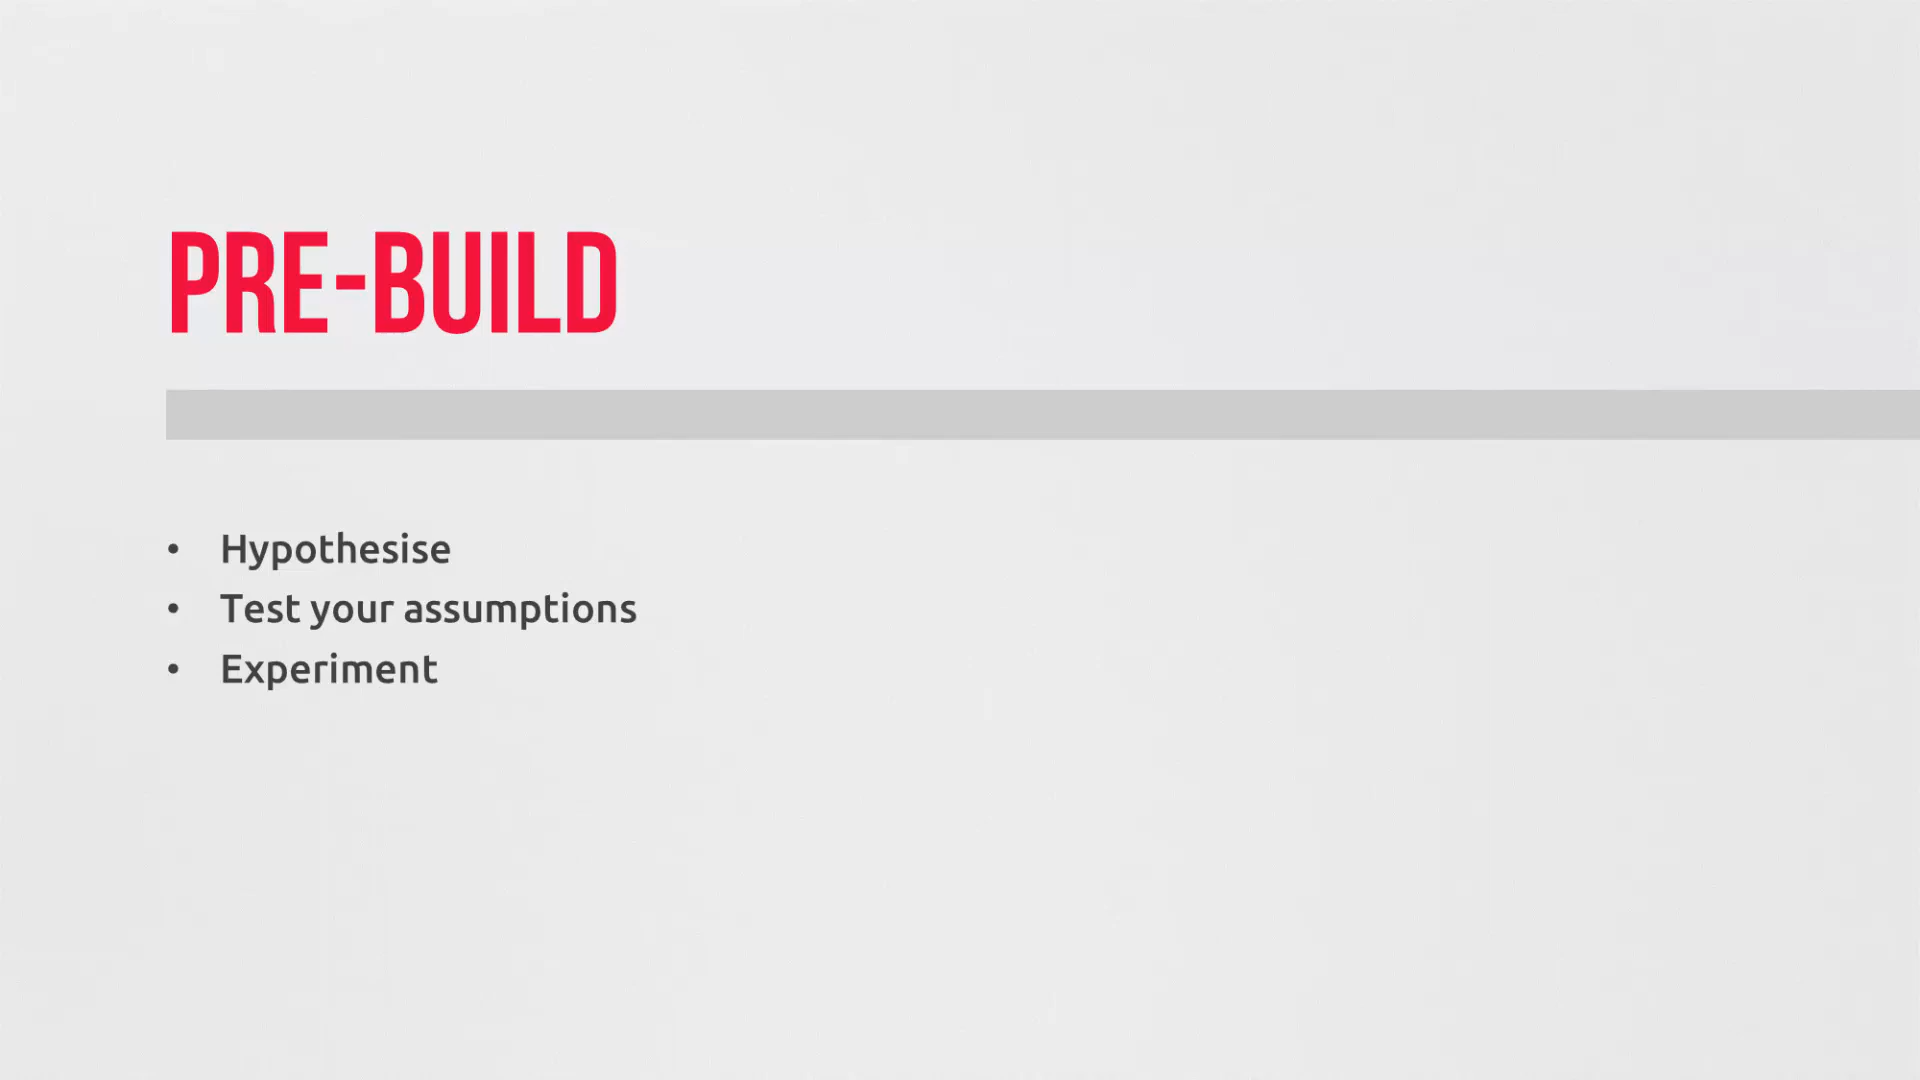 PRE-BUILD
• Hypothesise
• Test your assumptions
• Experiment